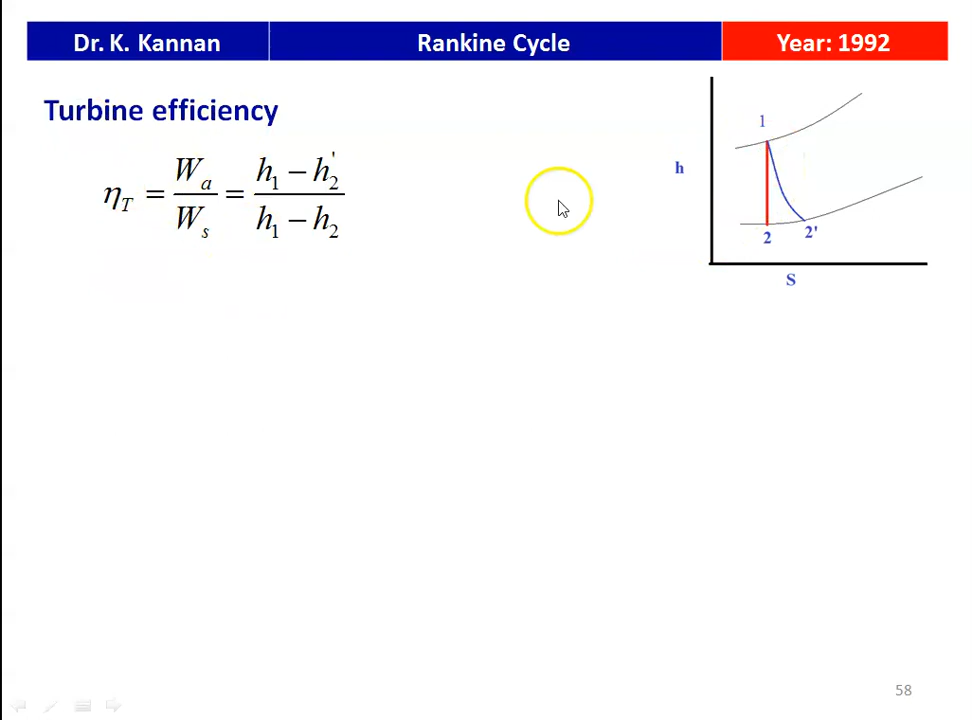 Dr. K. Kannan Rankine Cycle Year: 1992
Turbine efficiency
η_T = W_a / W_s = (h_1 − h_2') / (h_1 − h_2)
1
h
2 2'
S
58